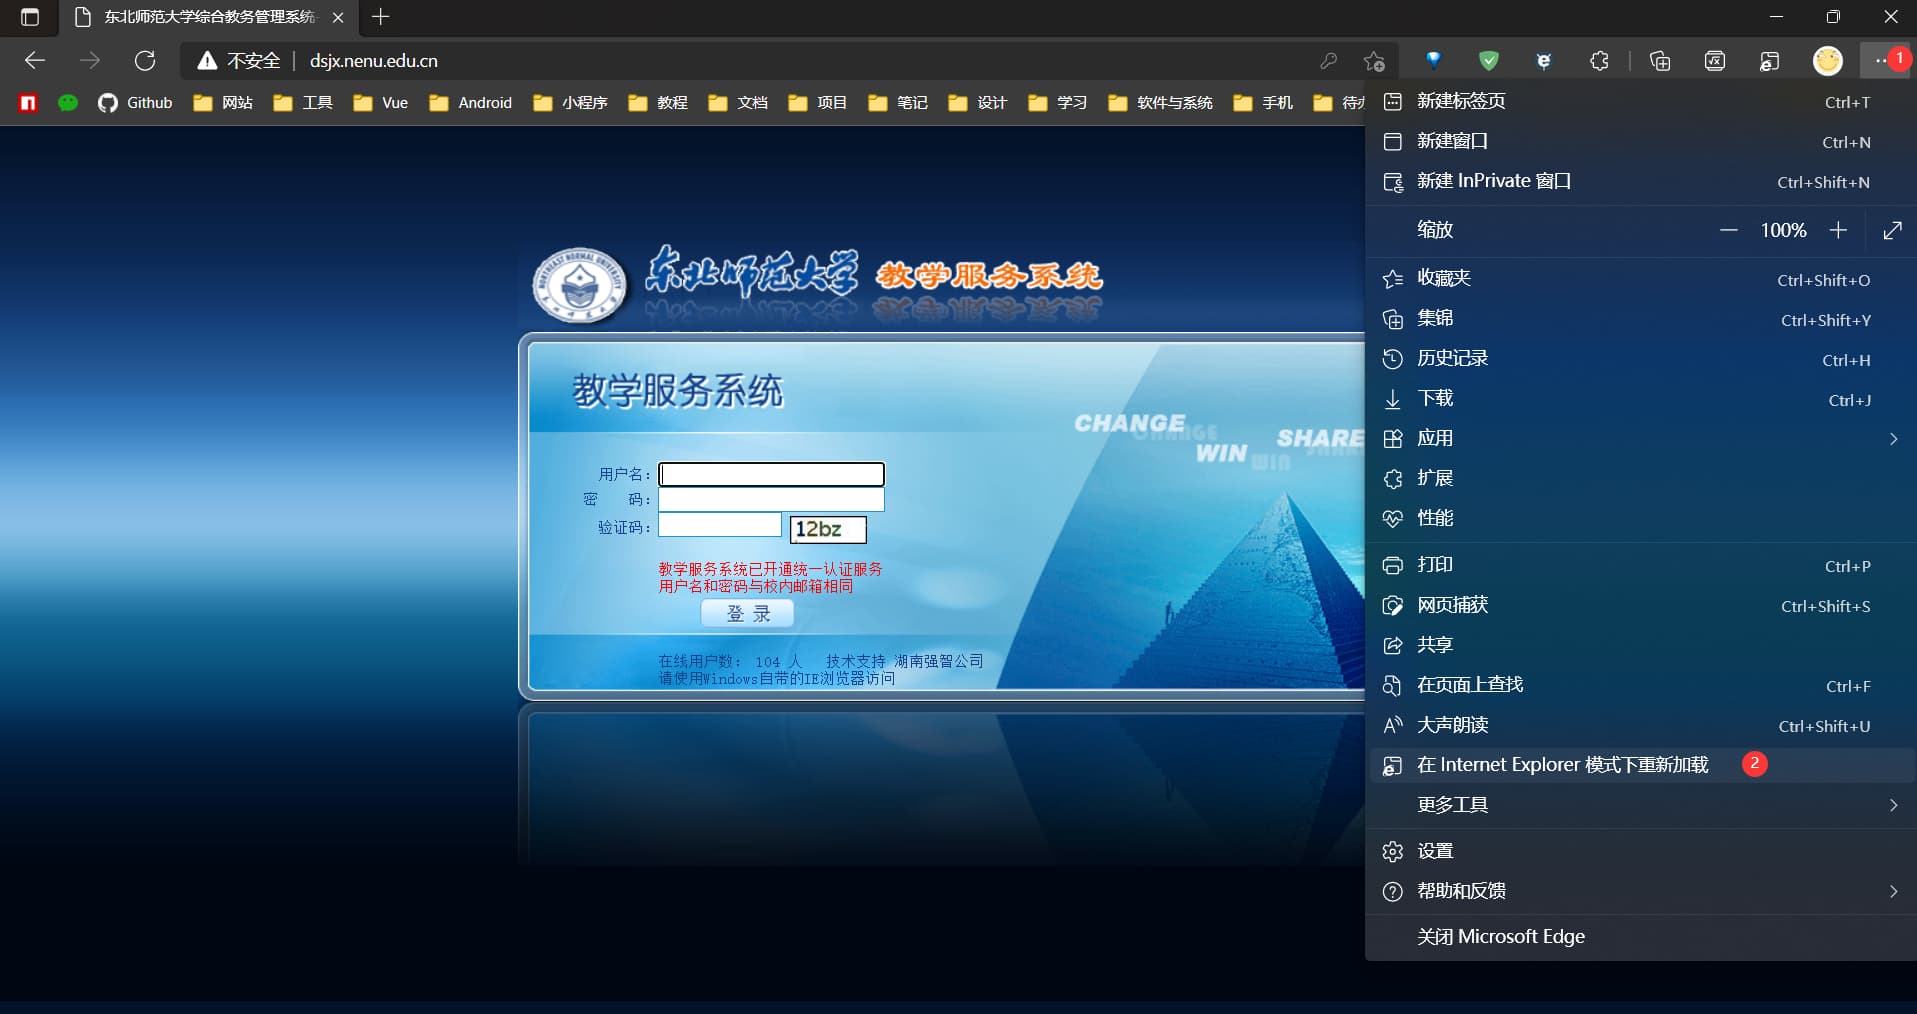 东北师范大学综合教务管理系统
不安全
dsjx.nenu.edu.cn
1
Github
网站
工具
Vue
Android
小程序
教程
文档
项目
笔记
设计
学习
软件与系统
手机
NORTHEAST NORMAL UNIVERSITY
东北师范大学 教学服务系统
教学服务系统
CHANGE
WIN
SHARE
用户名：
密 码：
验证码： 12bz
教学服务系统已开通统一认证服务
用户名和密码与校内邮箱相同
登 录
在线用户数： 104 人 技术支持 湖南强智公司
请使用Windows自带的IE浏览器访问
新建标签页 Ctrl+T
新建窗口 Ctrl+N
新建 InPrivate 窗口 Ctrl+Shift+N
缩放 — 100% +
收藏夹 Ctrl+Shift+O
集锦 Ctrl+Shift+Y
历史记录 Ctrl+H
下载 Ctrl+J
应用
扩展
性能
打印 Ctrl+P
网页捕获 Ctrl+Shift+S
共享
在页面上查找 Ctrl+F
大声朗读 Ctrl+Shift+U
在 Internet Explorer 模式下重新加载 2
更多工具
设置
帮助和反馈
关闭 Microsoft Edge